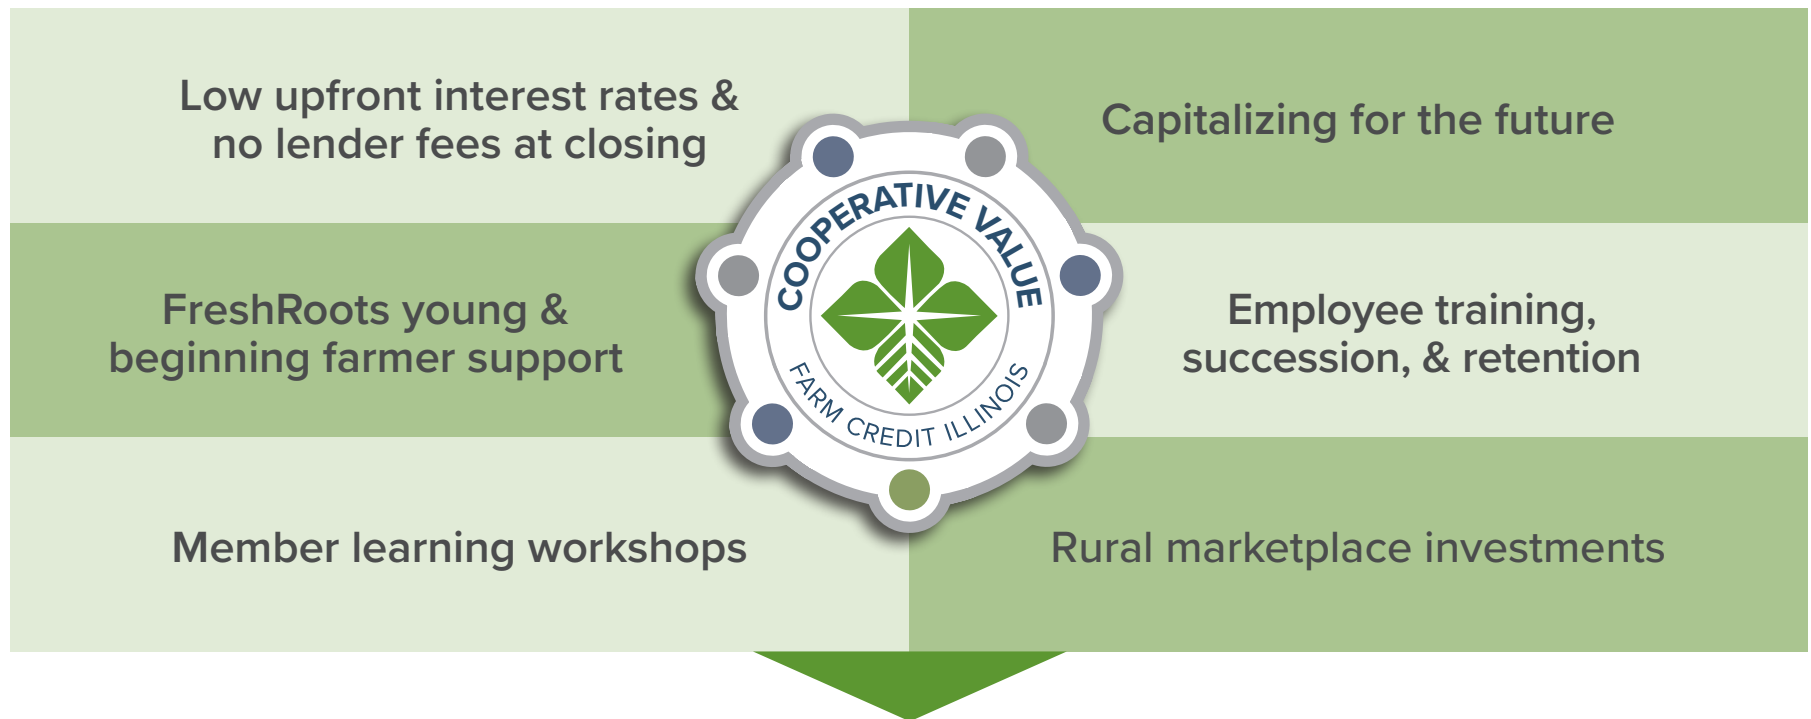 Low upfront interest rates &
no lender fees at closing
Capitalizing for the future
FreshRoots young &
beginning farmer support
COOPERATIVE VALUE
FARM CREDIT ILLINOIS
Employee training,
succession, & retention
Member learning workshops
Rural marketplace investments